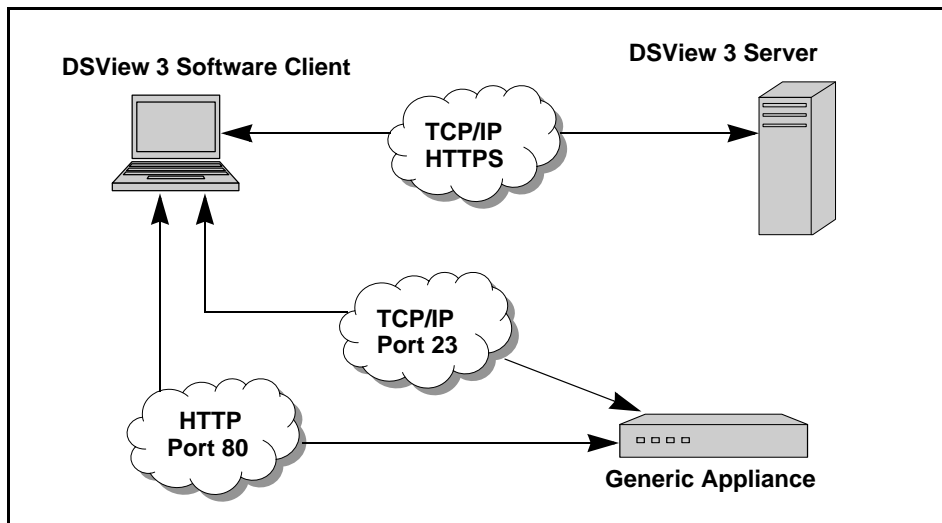 DSView 3 Software Client
DSView 3 Server
TCP/IP
HTTPS
TCP/IP
Port 23
HTTP
Port 80
Generic Appliance